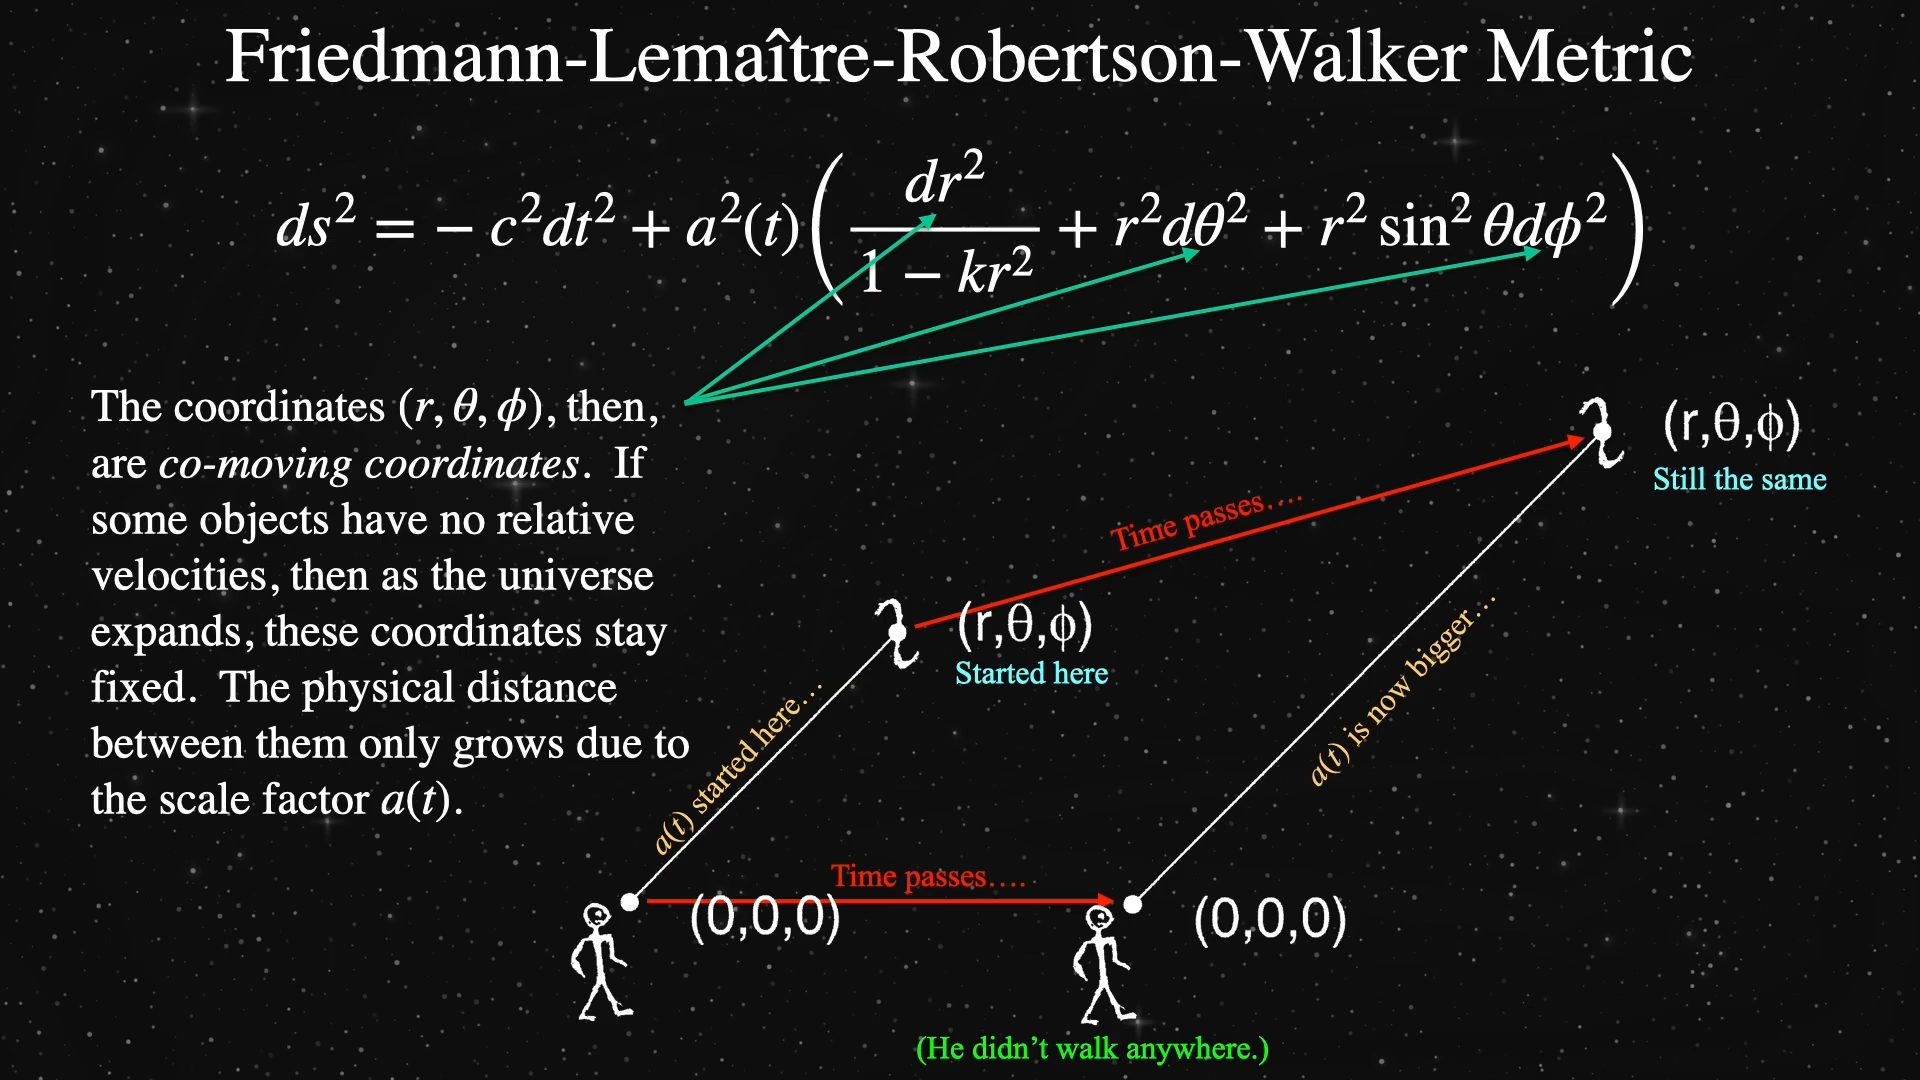 Friedmann-Lemaître-Robertson-Walker Metric
ds² = − c²dt² + a²(t)( dr² / (1 − kr²) + r²dθ² + r² sin² θdϕ² )
The coordinates (r, θ, ϕ), then,
are co-moving coordinates. If
some objects have no relative
velocities, then as the universe
expands, these coordinates stay
fixed. The physical distance
between them only grows due to
the scale factor a(t).
(r,θ,ϕ)
Still the same
Time passes….
(r,θ,ϕ)
Started here
a(t) started here…
a(t) is now bigger…
Time passes….
(0,0,0)
(0,0,0)
(He didn’t walk anywhere.)